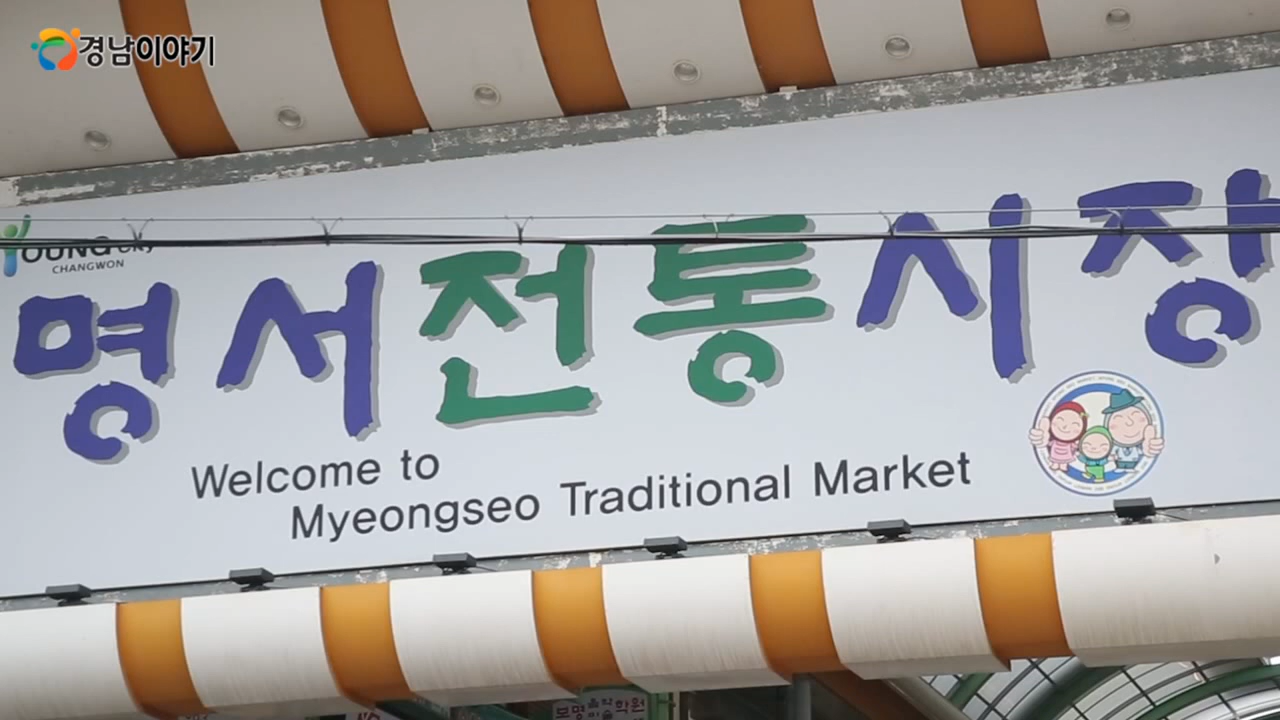 경남이야기
YOUNG City
CHANGWON
명서전통시장
Welcome to
Myeongseo Traditional Market